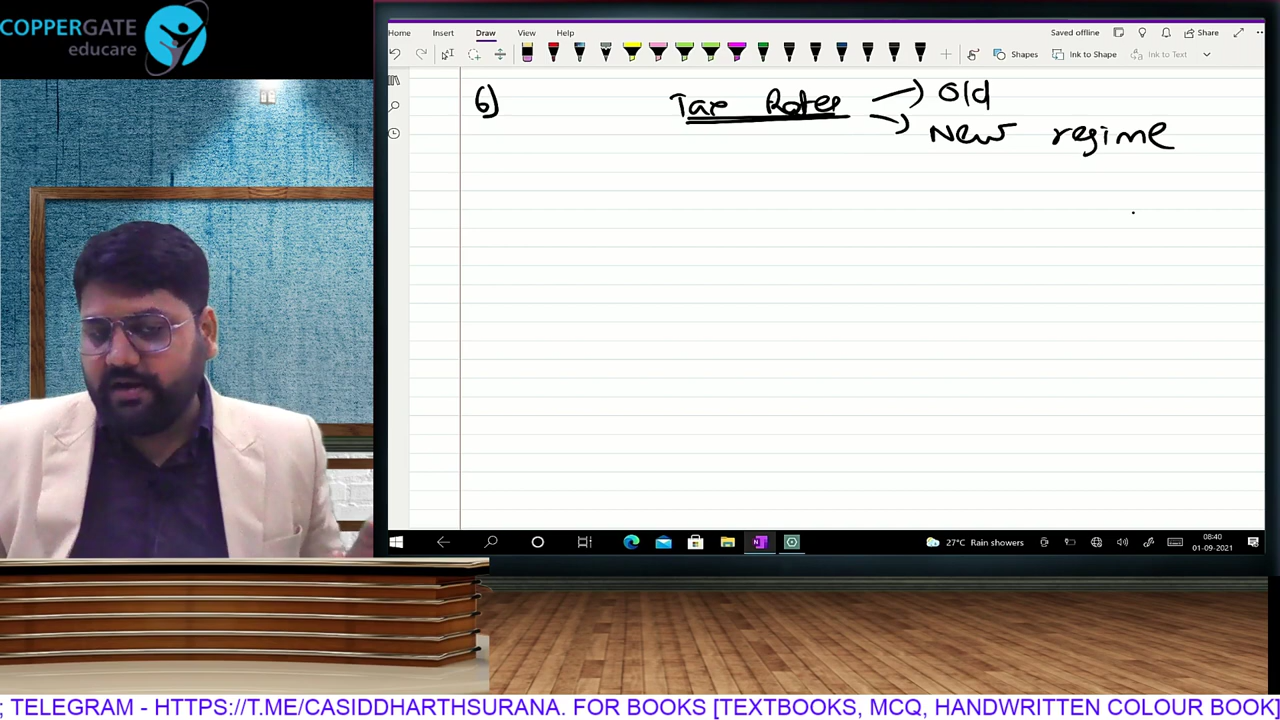 COPPERGATE
educare
Home Insert Draw View Help
Saved offline
Share
Shapes
Ink to Shape
Ink to Text
6) Tax Rates → Old
→ New regime
27°C Rain showers
08:40
01-09-2021
; TELEGRAM - HTTPS://T.ME/CASIDDHARTHSURANA. FOR BOOKS [TEXTBOOKS, MCQ, HANDWRITTEN COLOUR BOOK]